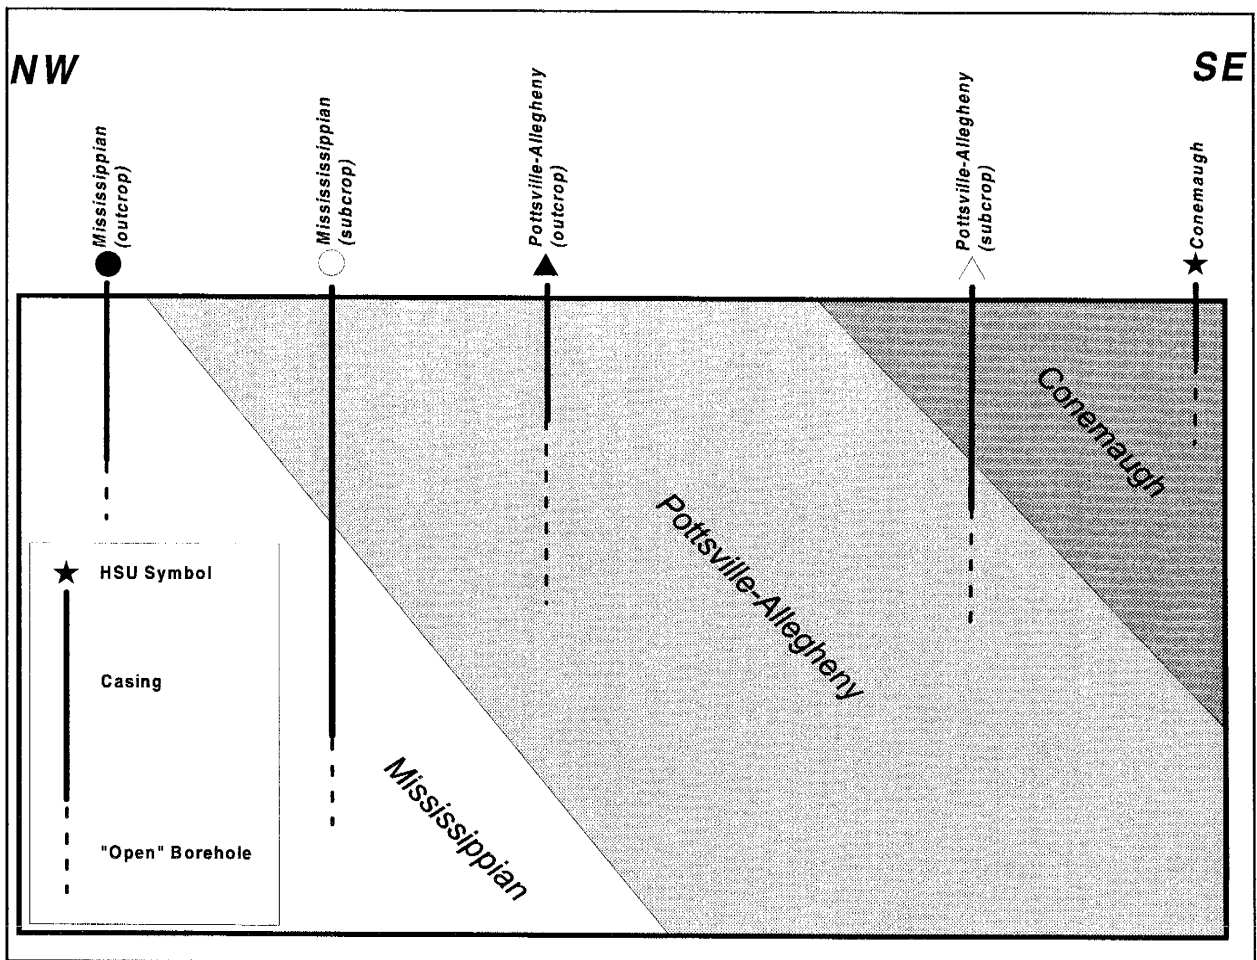 NW
SE
Mississippian
(outcrop)
Mississississippian
(subcrop)
Pottsville-Allegheny
(outcrop)
Pottsville-Allegheny
(subcrop)
Conemaugh
Conemaugh
Pottsville-Allegheny
Mississippian
HSU Symbol
Casing
"Open" Borehole